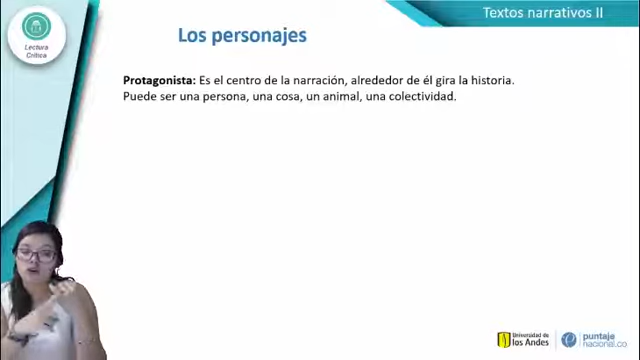 Textos narrativos II
Lectura
Crítica
Los personajes
Protagonista: Es el centro de la narración, alrededor de él gira la historia.
Puede ser una persona, una cosa, un animal, una colectividad.
Universidad de
los Andes
puntaje
nacional.co